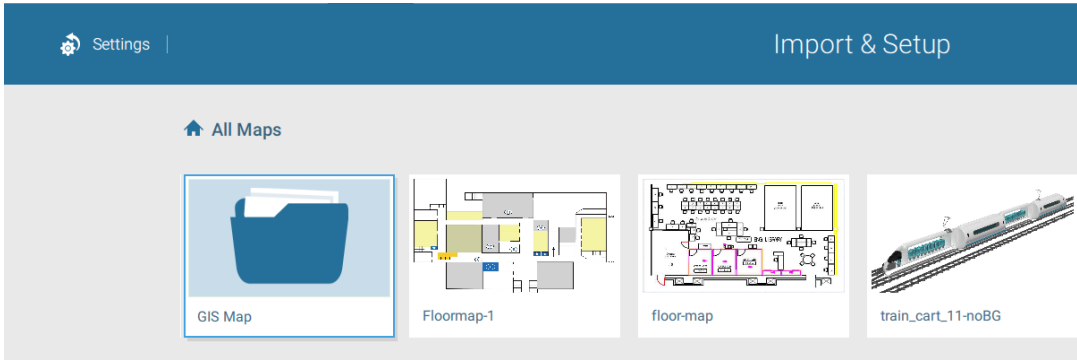 Settings
Import & Setup
All Maps
GIS Map
Floormap-1
floor-map
train_cart_11-noBG